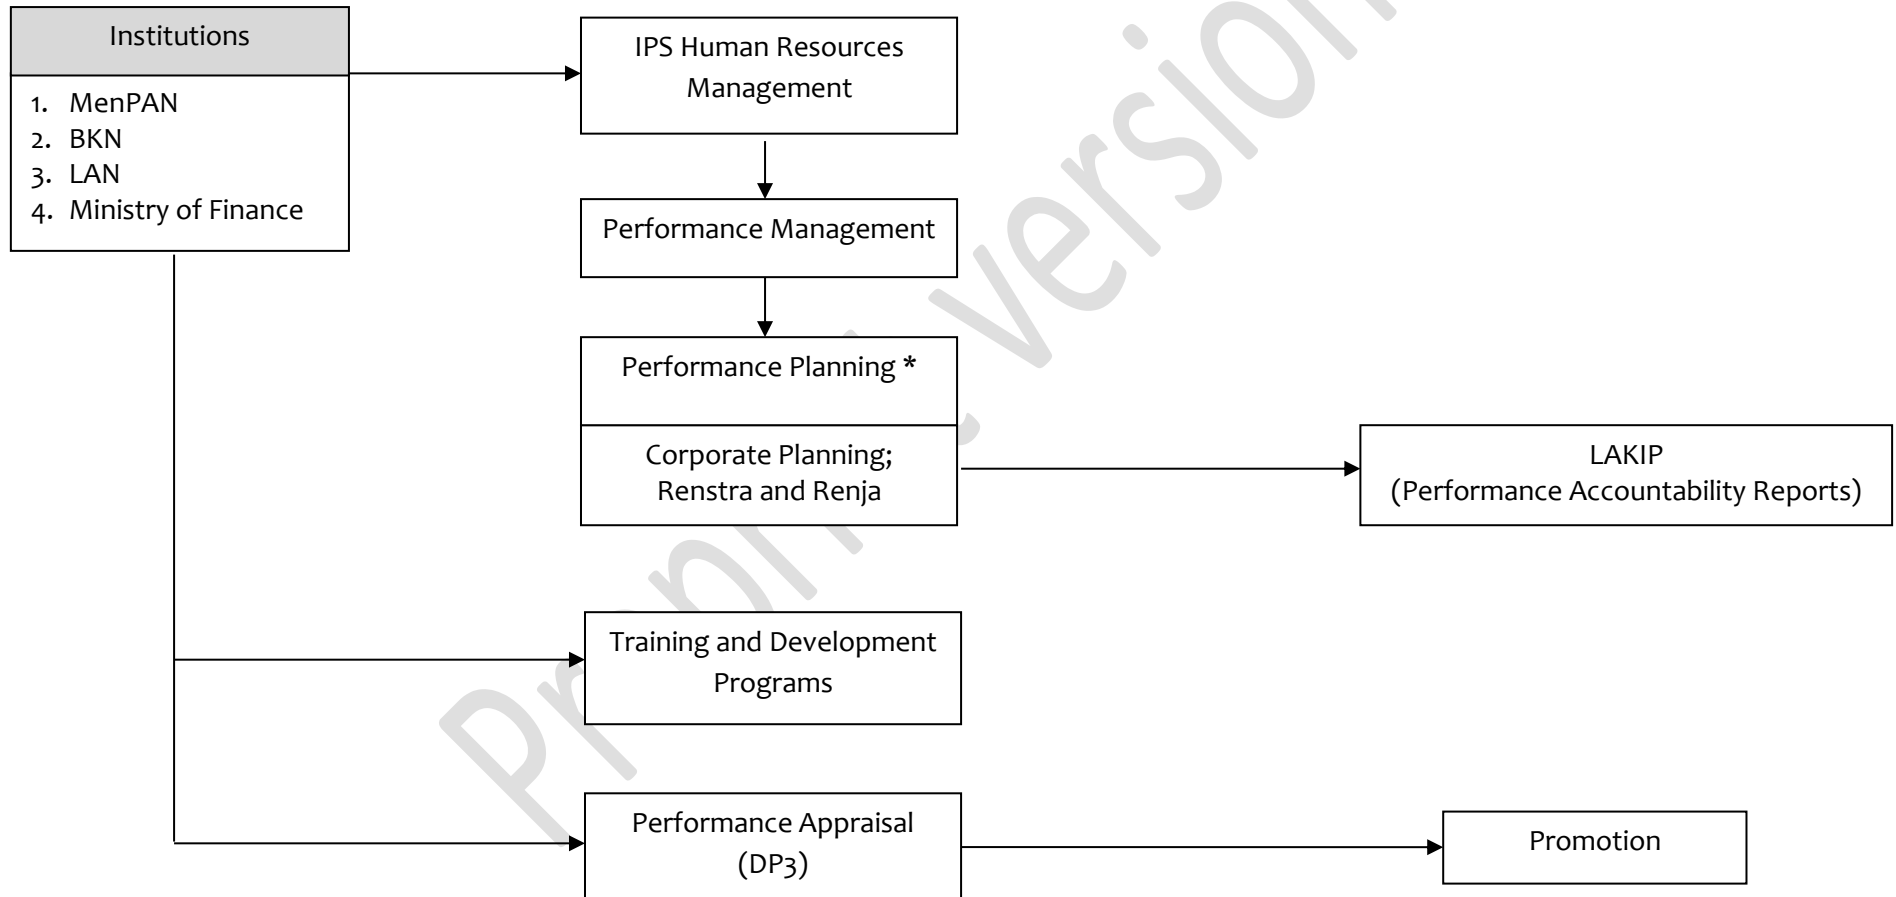 Institutions
1. MenPAN
2. BKN
3. LAN
4. Ministry of Finance
IPS Human Resources
Management
Performance Management
Performance Planning *
Corporate Planning;
Renstra and Renja
LAKIP
(Performance Accountability Reports)
Training and Development
Programs
Performance Appraisal
(DP3)
Promotion
version